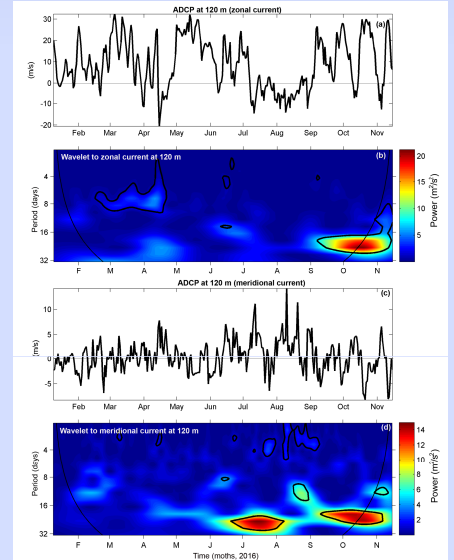 ADCP at 120 m (zonal current)
(a)
30
20
10
0
-10
-20
(m/s)
Feb Mar Apr May Jun Jul Aug Sep Oct Nov
Wavelet to zonal current at 120 m
(b)
4
8
16
32
Period (days)
F M A M J J A S O N
20
15
10
5
Power (m²/s²)
ADCP at 120 m (meridional current)
(c)
10
5
0
-5
(m/s)
Feb Mar Apr May Jun Jul Aug Sep Oct Nov
Wavelet to meridional current at 120 m
(d)
4
8
16
32
Period (days)
F M A M J J A S O N
Time (moths, 2016)
14
12
10
8
6
4
2
Power (m²/s²)